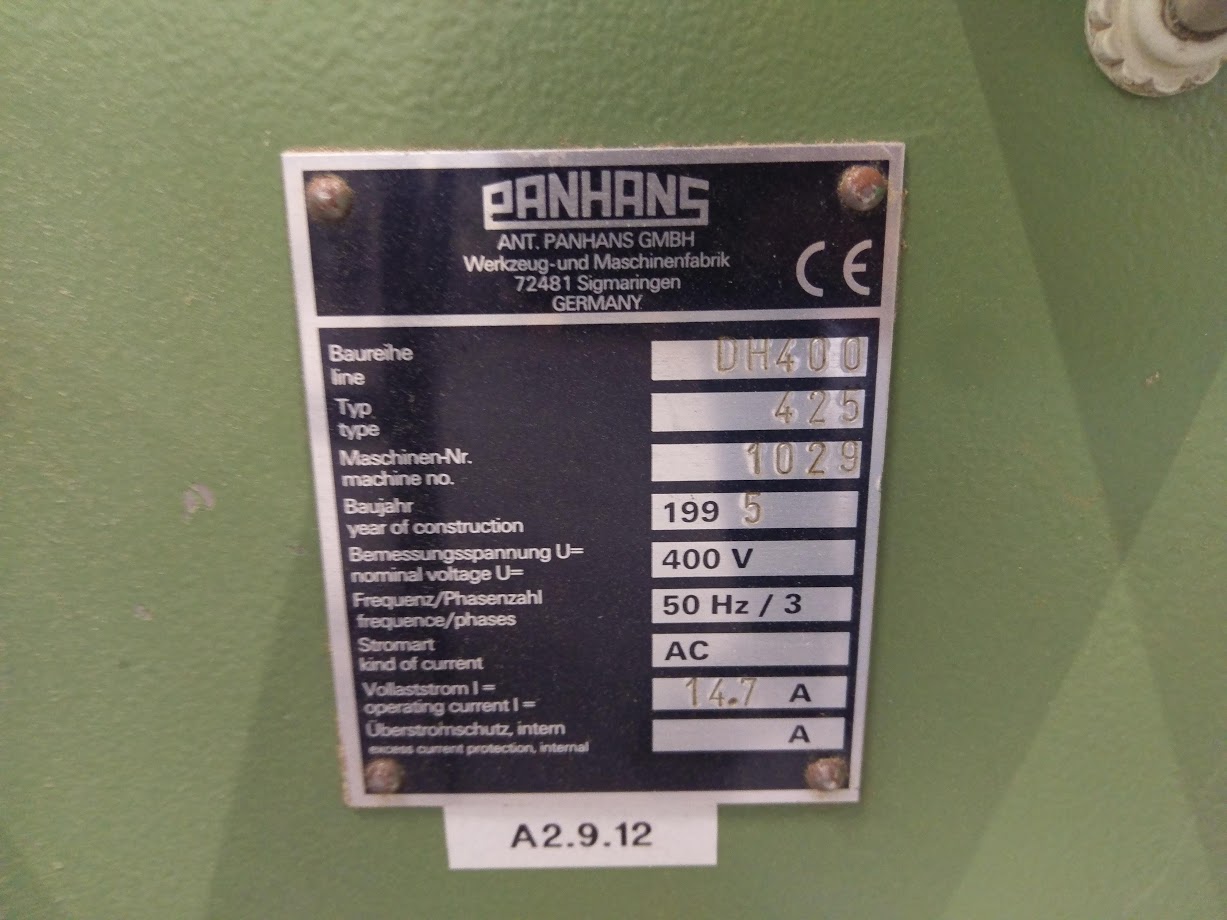 PANHANS
ANT. PANHANS GMBH
Werkzeug-und Maschinenfabrik
72481 Sigmaringen
GERMANY
CE
Baureihe
line
DH400
Typ
type
425
Maschinen-Nr.
machine no.
1029
Baujahr
year of construction
199 5
Bemessungsspannung U=
nominal voltage U=
400 V
Frequenz/Phasenzahl
frequence/phases
50 Hz / 3
Stromart
kind of current
AC
Vollaststrom I =
operating current I =
14.7 A
Überstromschutz, intern
excess current protection, internal
A
A2.9.12